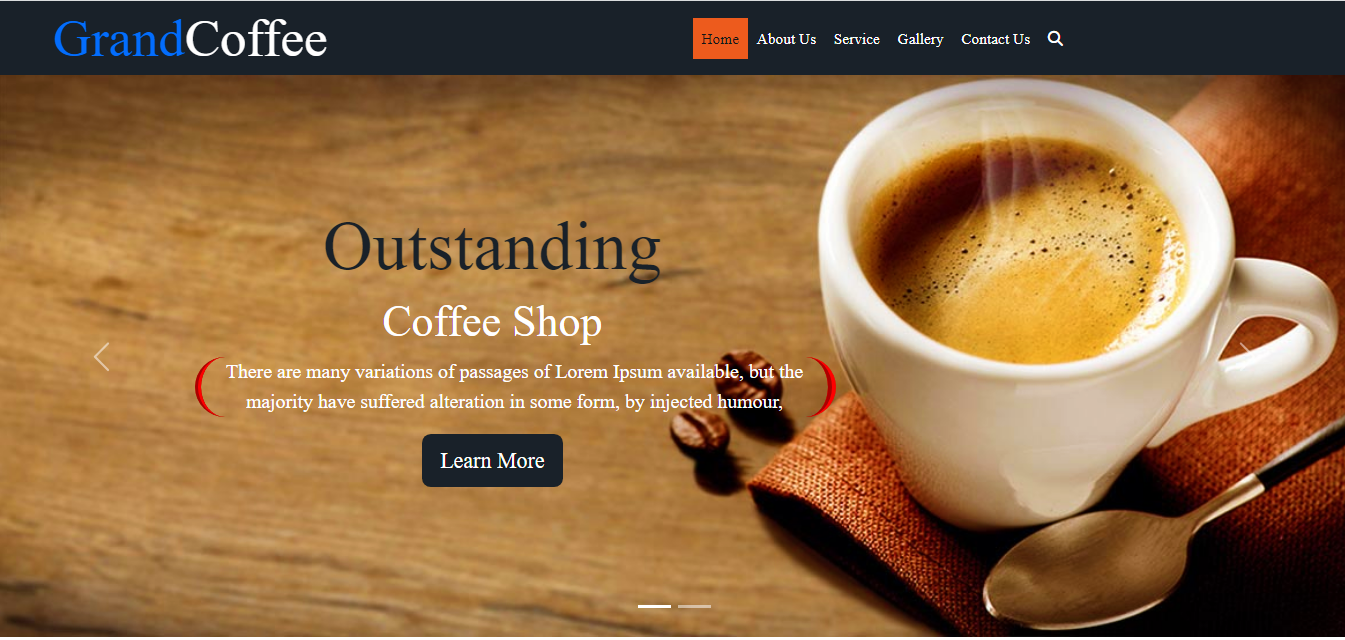 GrandCoffee
Home About Us Service Gallery Contact Us
Outstanding
Coffee Shop
There are many variations of passages of Lorem Ipsum available, but the
majority have suffered alteration in some form, by injected humour,
Learn More